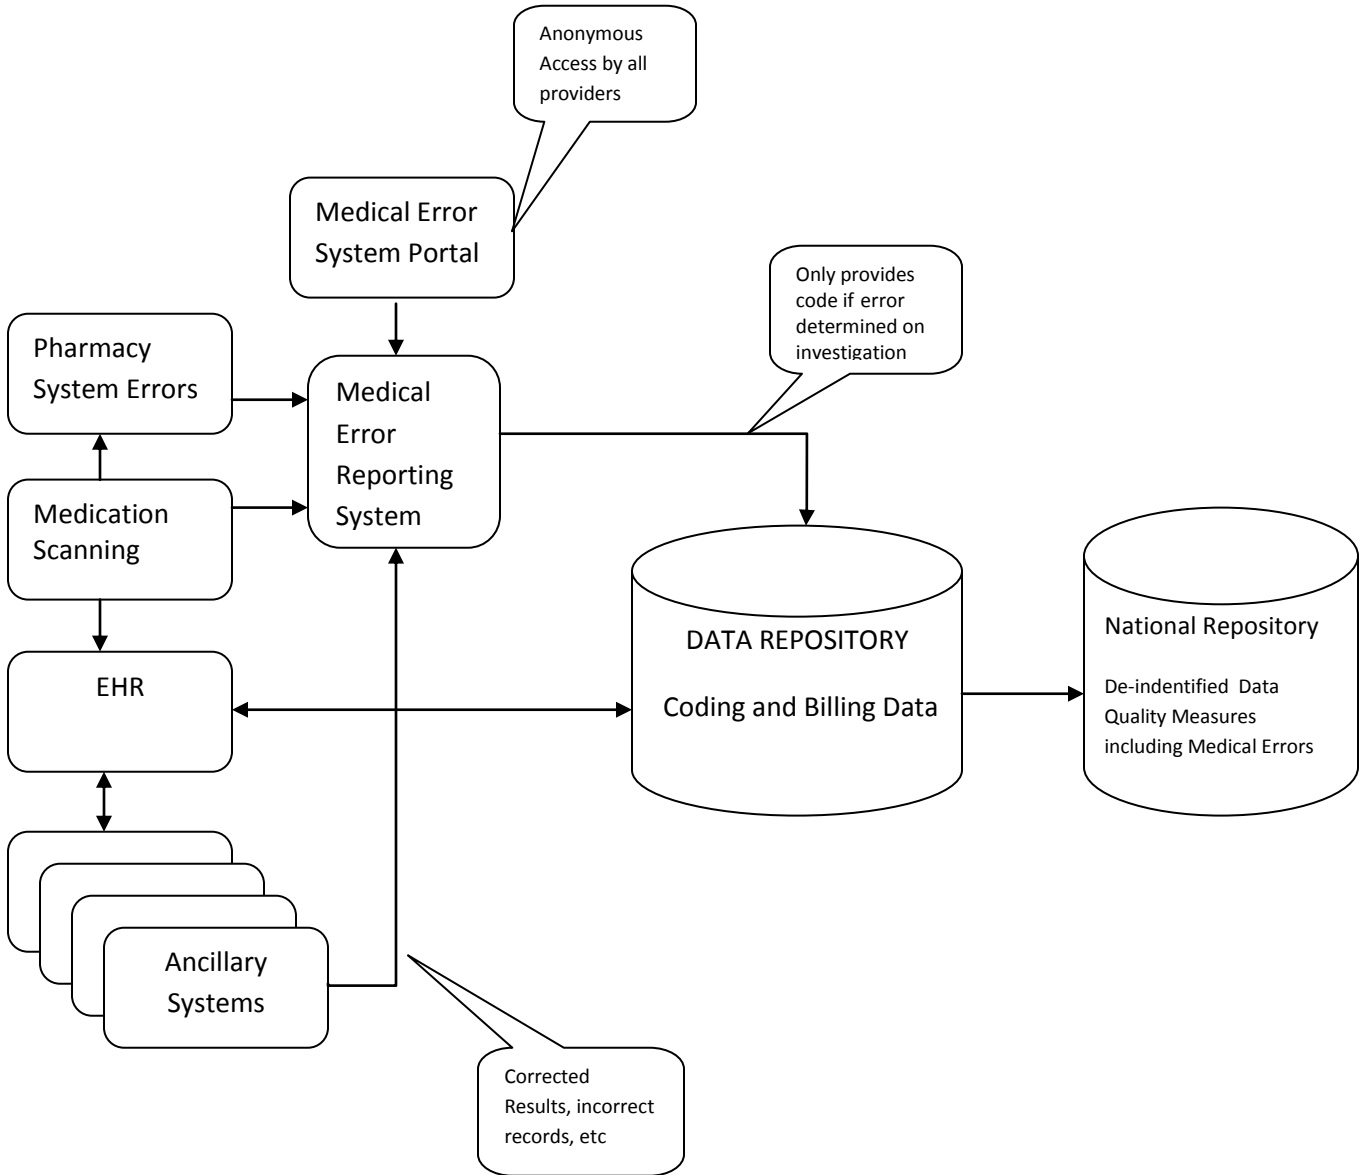 Anonymous
Access by all
providers
Medical Error
System Portal
Only provides
code if error
determined on
investigation
Pharmacy
System Errors
Medical
Error
Reporting
System
Medication
Scanning
DATA REPOSITORY
Coding and Billing Data
National Repository
De-indentified Data
Quality Measures
including Medical Errors
EHR
Ancillary
Systems
Corrected
Results, incorrect
records, etc